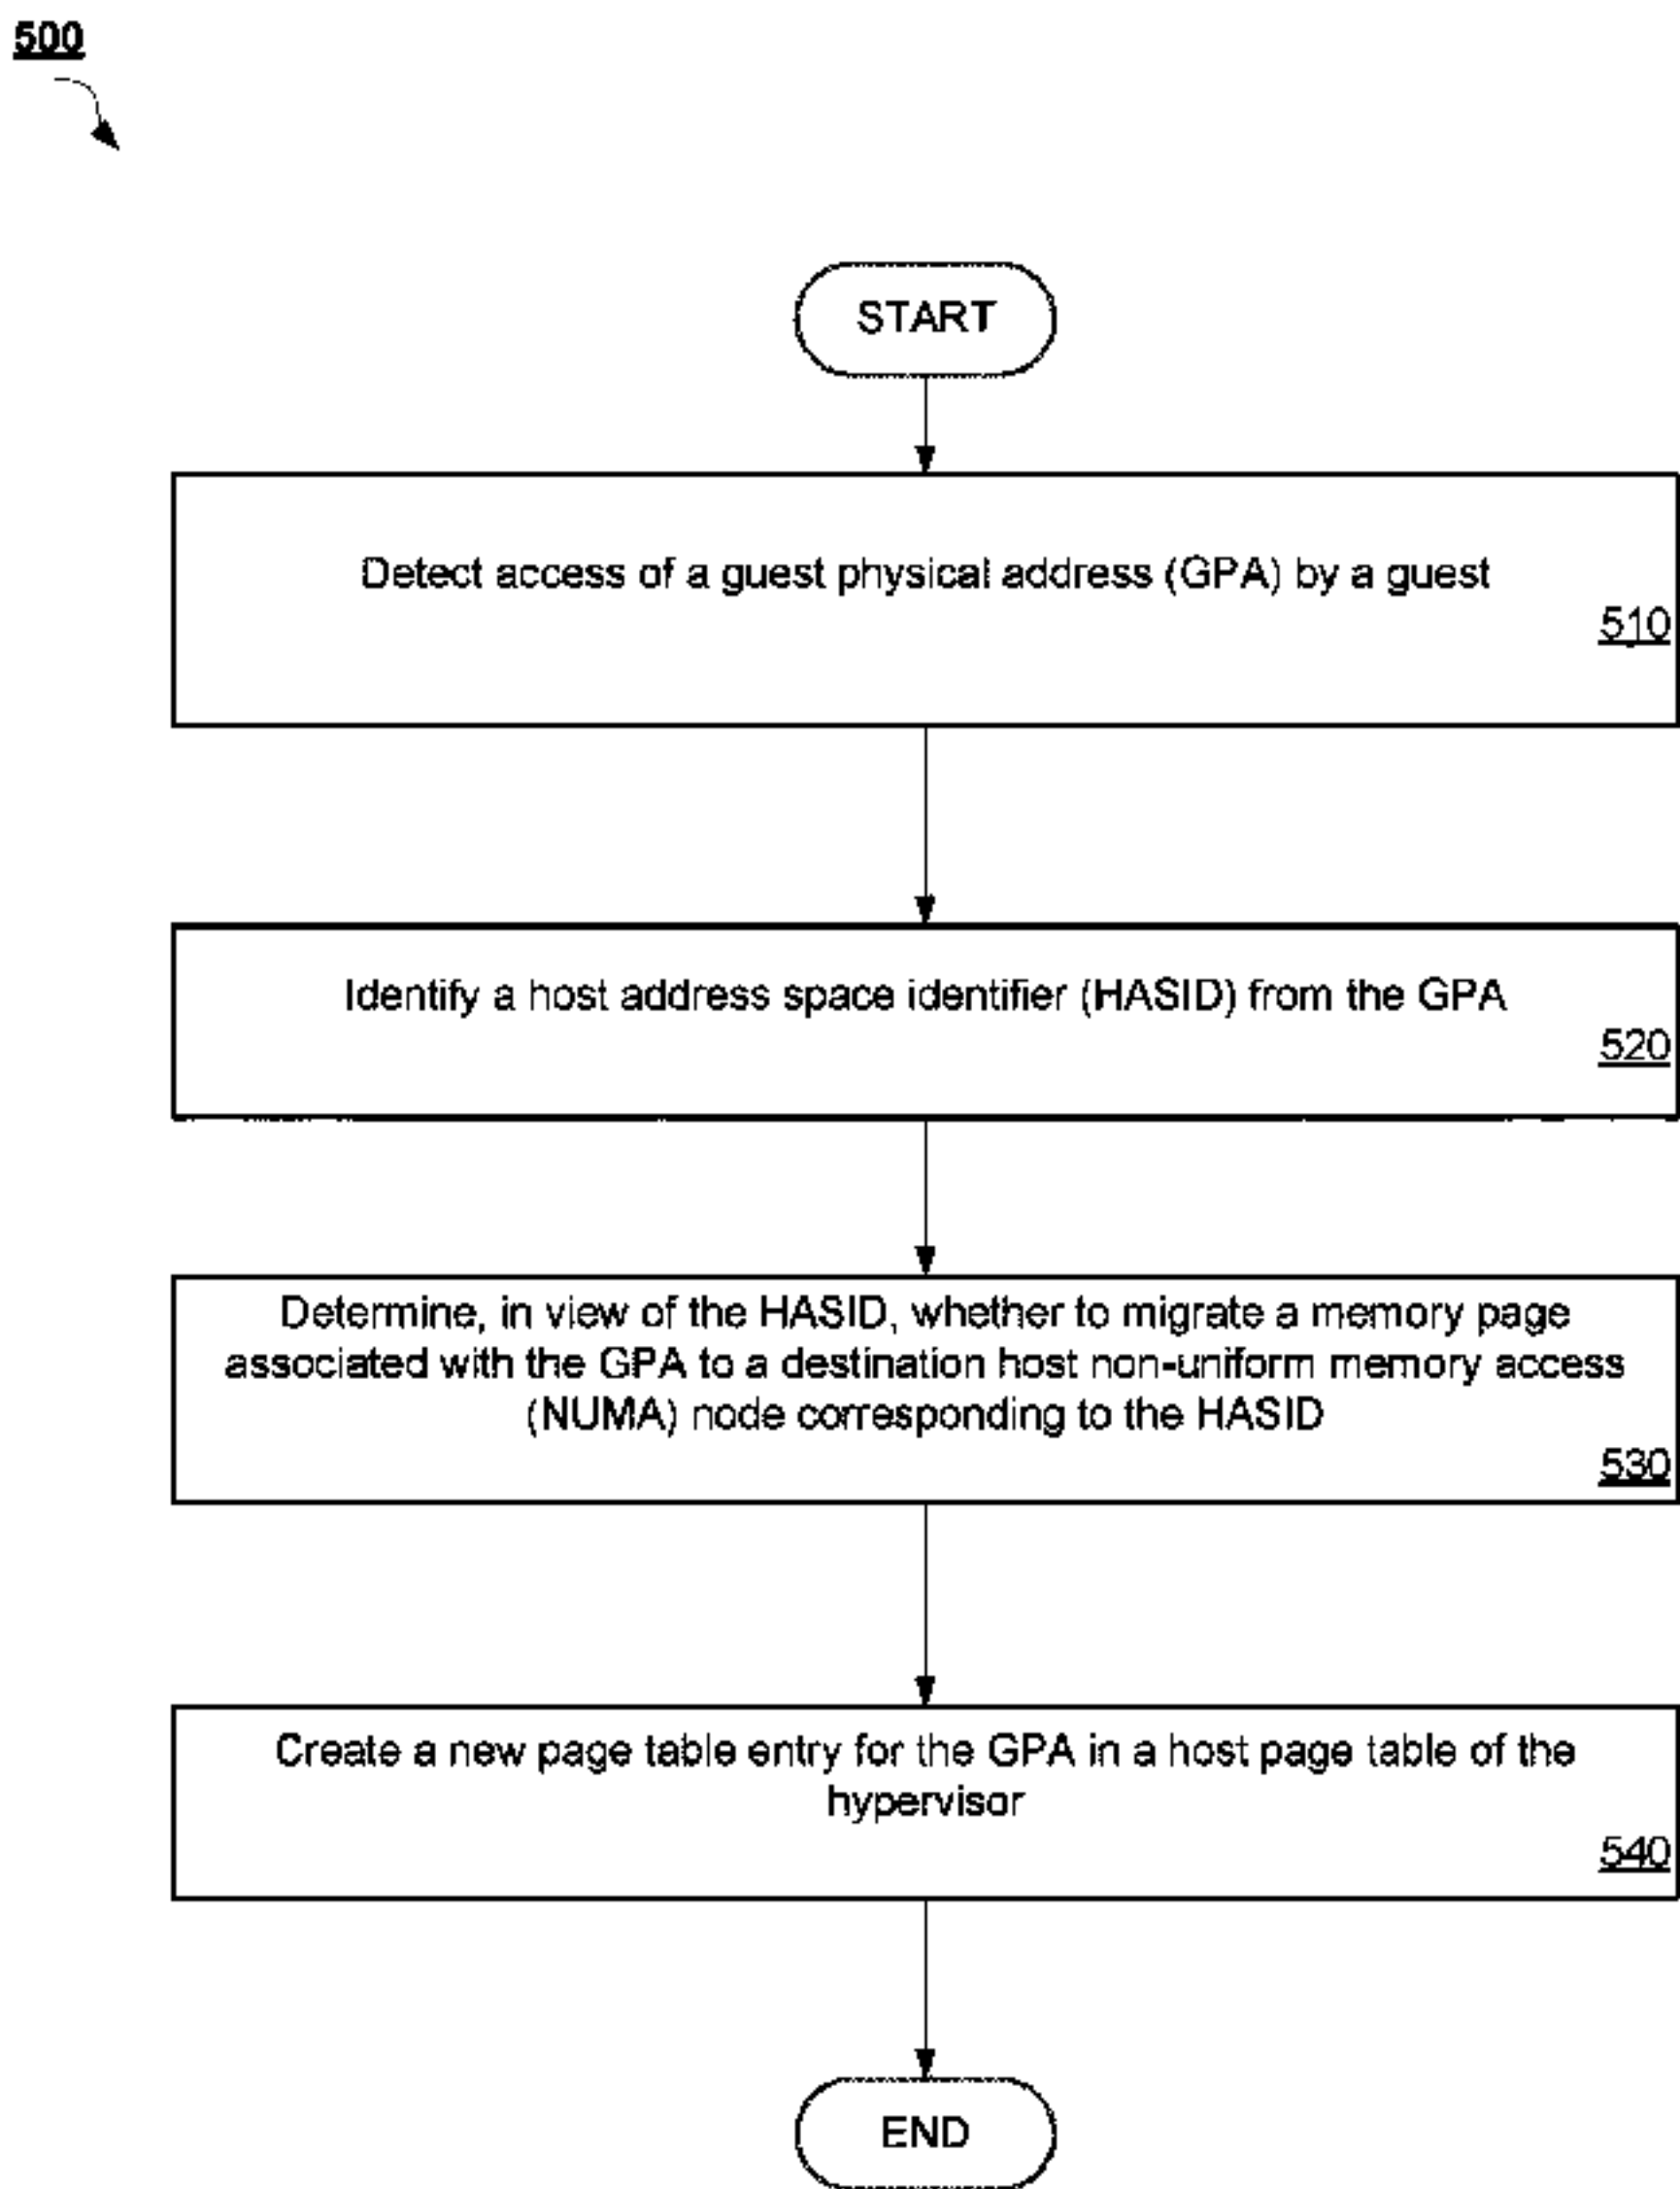 500
START
Detect access of a guest physical address (GPA) by a guest
510
Identify a host address space identifier (HASID) from the GPA
520
Determine, in view of the HASID, whether to migrate a memory page
associated with the GPA to a destination host non-uniform memory access
(NUMA) node corresponding to the HASID
530
Create a new page table entry for the GPA in a host page table of the
hypervisor
540
END